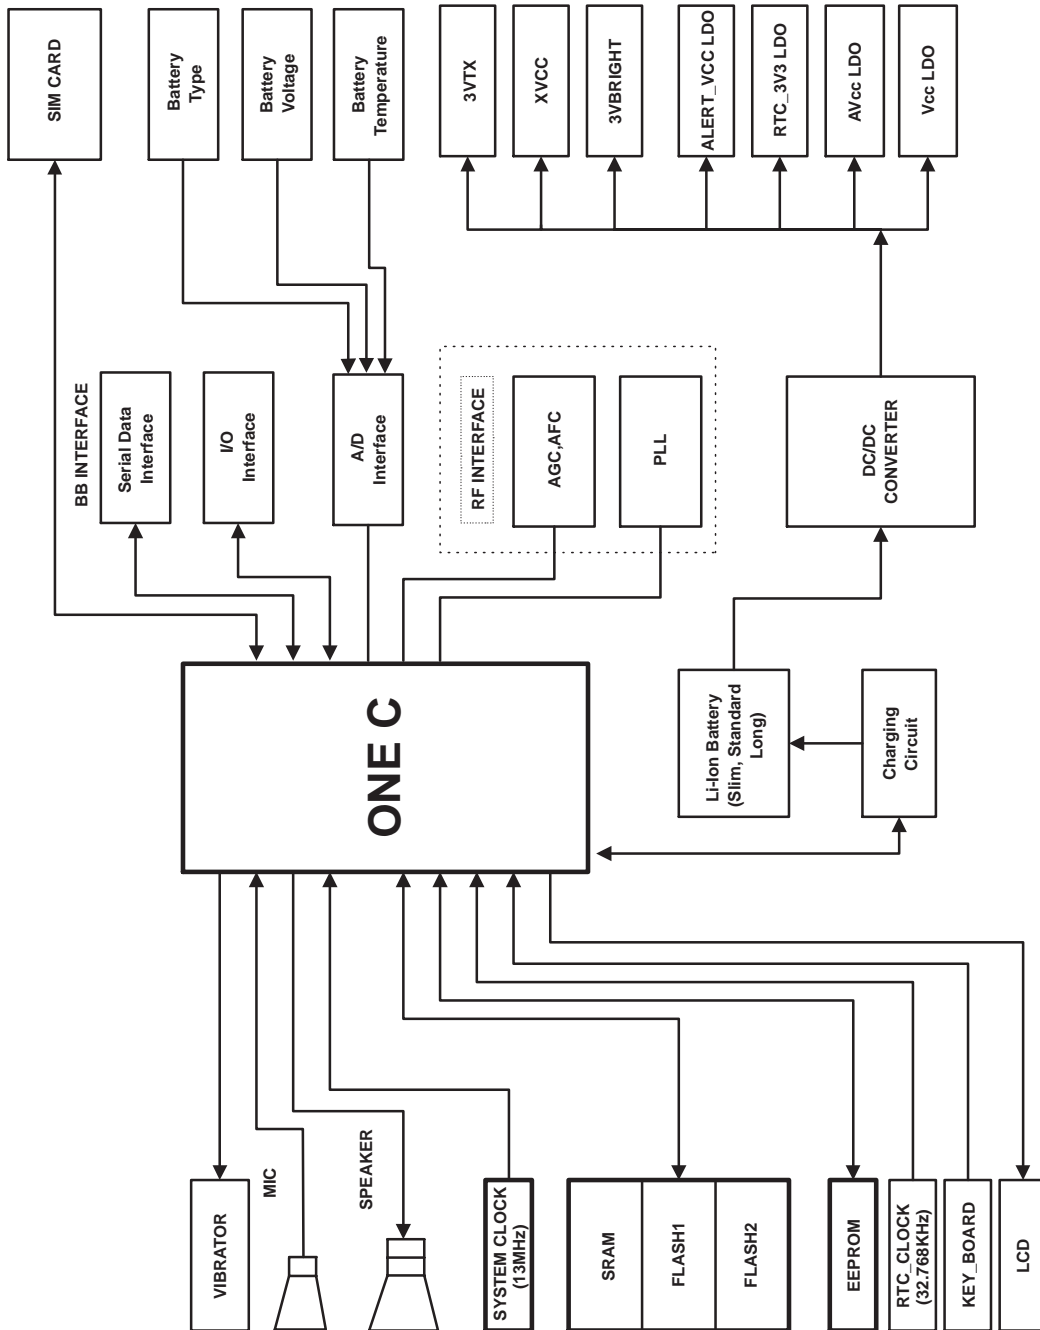 SIM CARD
Battery
Type
Battery
Voltage
Battery
Temperature
3VTX
XVCC
3VBRIGHT
ALERT_VCC LDO
RTC_3V3 LDO
AVcc LDO
Vcc LDO
BB INTERFACE
Serial Data
Interface
I/O
Interface
A/D
Interface
RF INTERFACE
AGC,AFC
PLL
DC/DC
CONVERTER
ONE C
Li-Ion Battery
(Slim, Standard
Long)
Charging
Circuit
VIBRATOR
MIC
SPEAKER
SYSTEM CLOCK
(13MHz)
SRAM
FLASH1
FLASH2
EEPROM
RTC_CLOCK
(32.768KHz)
KEY_BOARD
LCD